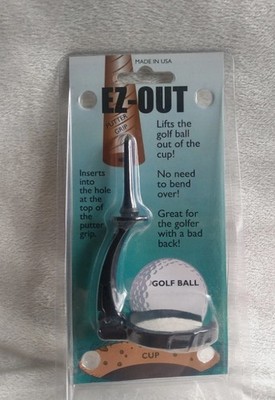 MADE IN USA
EZ-OUT
PUTTER
GRIP
Lifts the
golf ball
out of the
cup!
Inserts
into
the hole
at the
top of
the
putter
grip.
No need
to bend
over!
Great for
the golfer
with a bad
back!
GOLF BALL
CUP